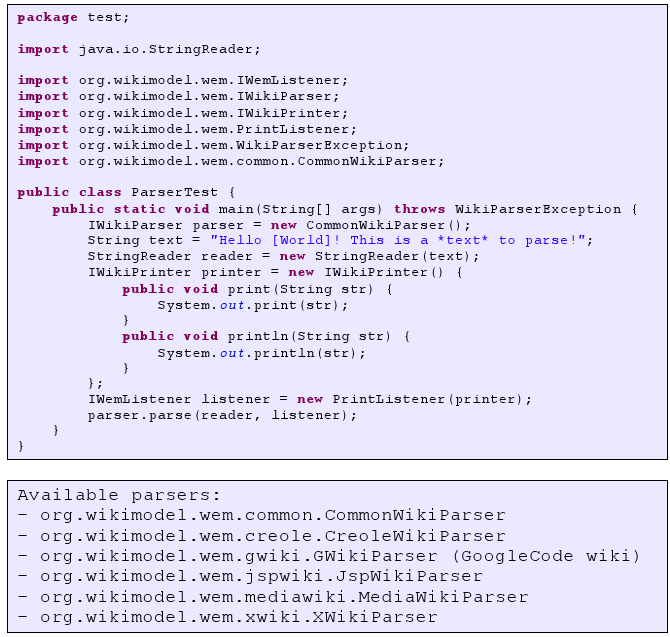 package test;

import java.io.StringReader;

import org.wikimodel.wem.IWemListener;
import org.wikimodel.wem.IWikiParser;
import org.wikimodel.wem.IWikiPrinter;
import org.wikimodel.wem.PrintListener;
import org.wikimodel.wem.WikiParserException;
import org.wikimodel.wem.common.CommonWikiParser;

public class ParserTest {
    public static void main(String[] args) throws WikiParserException {
        IWikiParser parser = new CommonWikiParser();
        String text = "Hello [World]! This is a *text* to parse!";
        StringReader reader = new StringReader(text);
        IWikiPrinter printer = new IWikiPrinter() {
            public void print(String str) {
                System.out.print(str);
            }
            public void println(String str) {
                System.out.println(str);
            }
        };
        IWemListener listener = new PrintListener(printer);
        parser.parse(reader, listener);
    }
}

Available parsers:
- org.wikimodel.wem.common.CommonWikiParser
- org.wikimodel.wem.creole.CreoleWikiParser
- org.wikimodel.wem.gwiki.GWikiParser (GoogleCode wiki)
- org.wikimodel.wem.jspwiki.JspWikiParser
- org.wikimodel.wem.mediawiki.MediaWikiParser
- org.wikimodel.wem.xwiki.XWikiParser